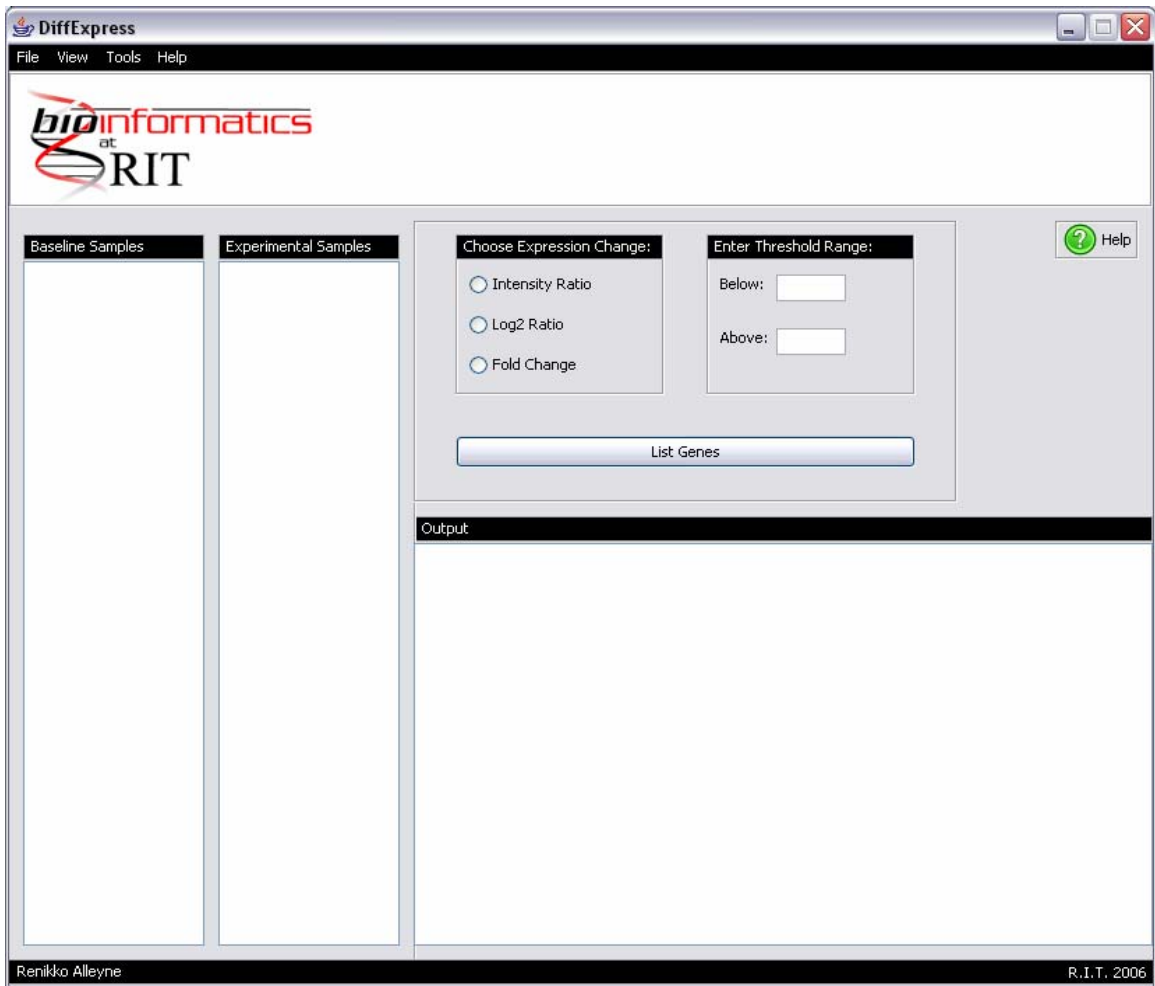 DiffExpress
File View Tools Help
bioinformatics
at
RIT
Baseline Samples
Experimental Samples
Choose Expression Change:
Intensity Ratio
Log2 Ratio
Fold Change
Enter Threshold Range:
Below:
Above:
? Help
List Genes
Output
Renikko Alleyne
R.I.T. 2006